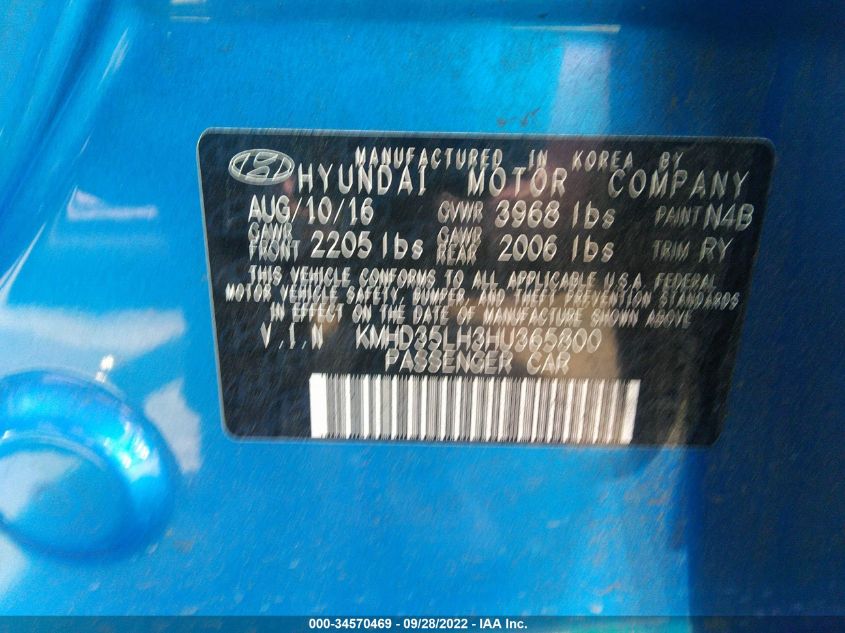 MANUFACTURED IN KOREA BY
HYUNDAI MOTOR COMPANY
AUG/10/16 GVWR 3968 lbs PAINT N4B
GAWR FRONT 2205 lbs GAWR REAR 2006 lbs TRIM RY
THIS VEHICLE CONFORMS TO ALL APPLICABLE U.S.A. FEDERAL
MOTOR VEHICLE SAFETY, BUMPER, AND THEFT PREVENTION STANDARDS
IN EFFECT ON THE DATE OF MANUFACTURE SHOWN ABOVE
V.I.N KMHD35LH3HU365800
PASSENGER CAR
000-34570469 - 09/28/2022 - IAA Inc.